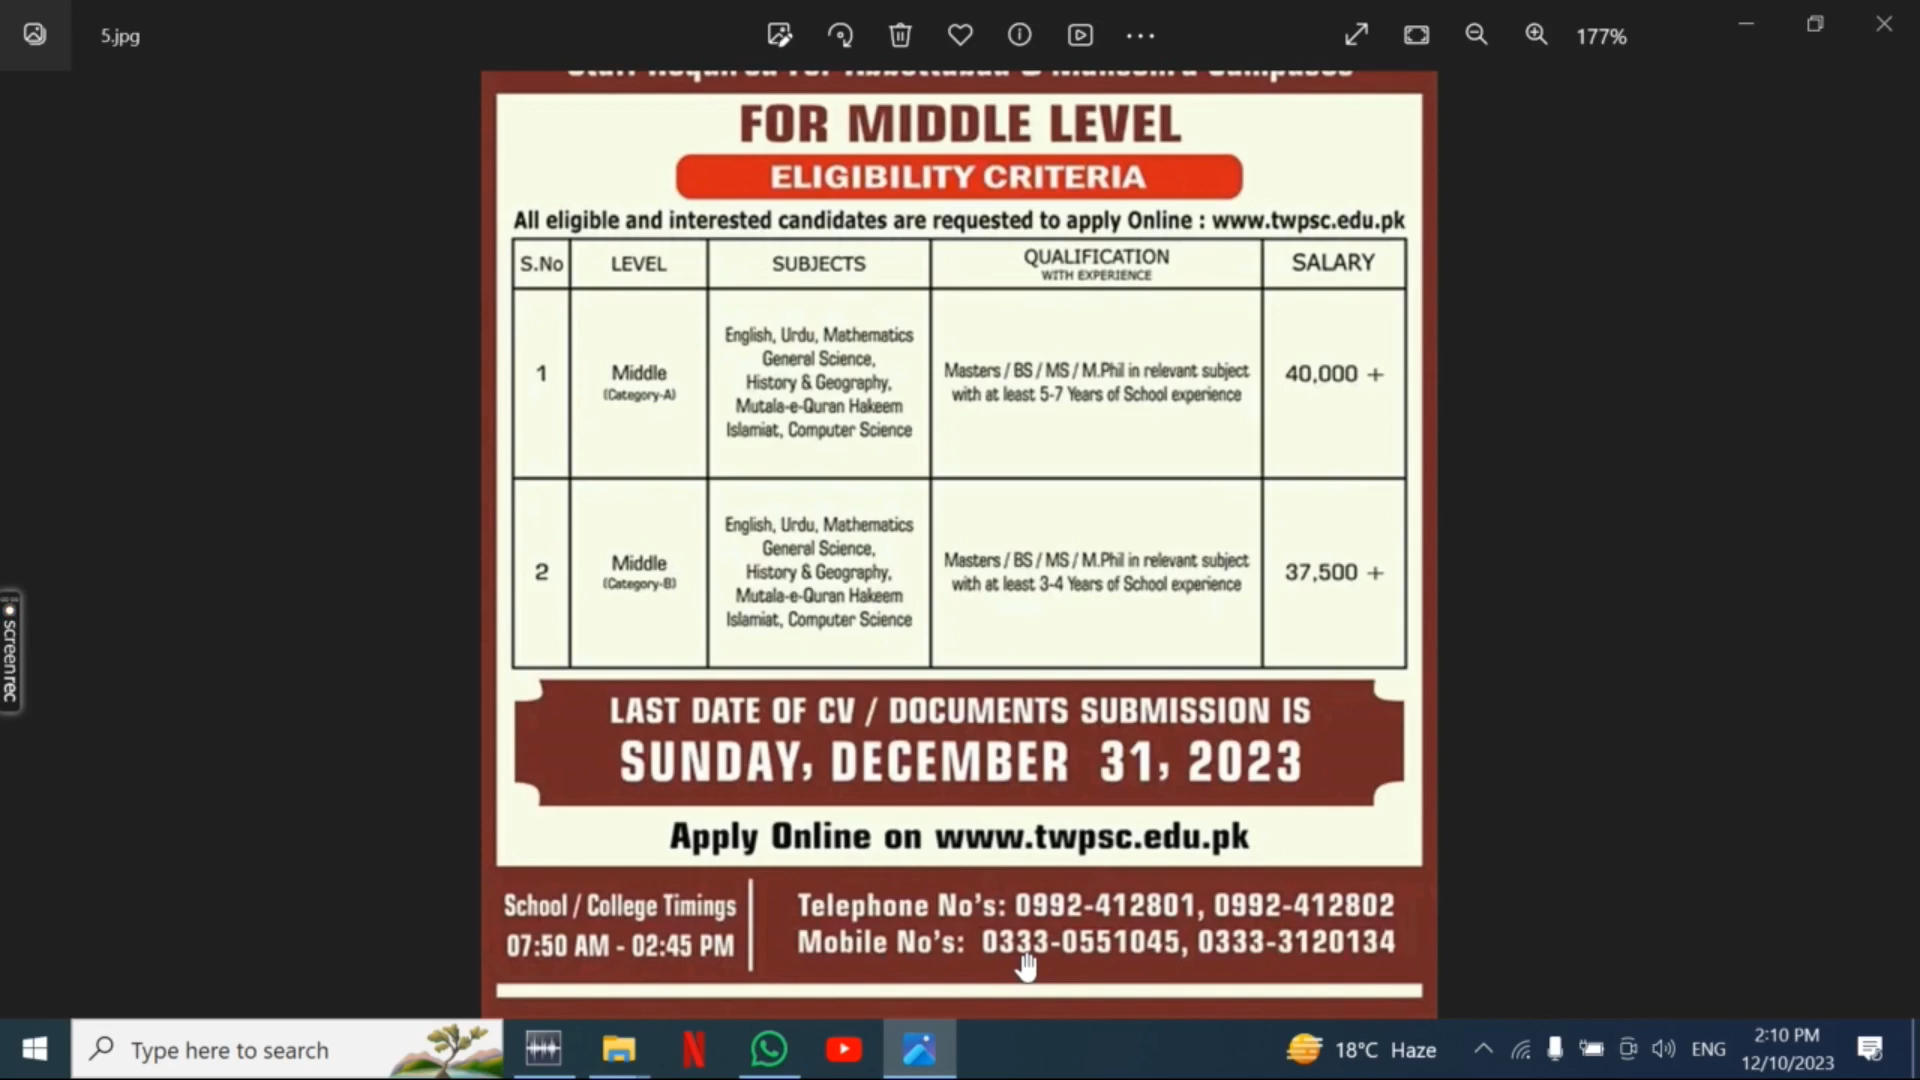 5.jpg
177%
Staff Required For Abbottabad & Mansehra Campuses
FOR MIDDLE LEVEL
ELIGIBILITY CRITERIA
All eligible and interested candidates are requested to apply Online : www.twpsc.edu.pk
S.No LEVEL SUBJECTS QUALIFICATION WITH EXPERIENCE SALARY
1
Middle
(Category-A)
English, Urdu, Mathematics
General Science,
History & Geography,
Mutala-e-Quran Hakeem
Islamiat, Computer Science
Masters / BS / MS / M.Phil in relevant subject
with at least 5-7 Years of School experience
40,000 +
2
Middle
(Category-B)
English, Urdu, Mathematics
General Science,
History & Geography,
Mutala-e-Quran Hakeem
Islamiat, Computer Science
Masters / BS / MS / M.Phil in relevant subject
with at least 3-4 Years of School experience
37,500 +
LAST DATE OF CV / DOCUMENTS SUBMISSION IS
SUNDAY, DECEMBER 31, 2023
Apply Online on www.twpsc.edu.pk
School / College Timings
07:50 AM - 02:45 PM
Telephone No's: 0992-412801, 0992-412802
Mobile No's: 0333-0551045, 0333-3120134
screenrec
Type here to search
18°C Haze
ENG
2:10 PM
12/10/2023